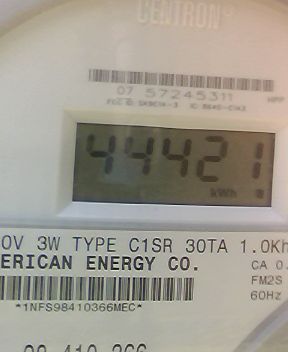 CENTRON®
07 57245311
44421
kWh
0V 3W TYPE C1SR 30TA 1.0Kh
ERICAN ENERGY CO.
CA 0.
FM2S
60Hz
*1NFS98410366MEC*